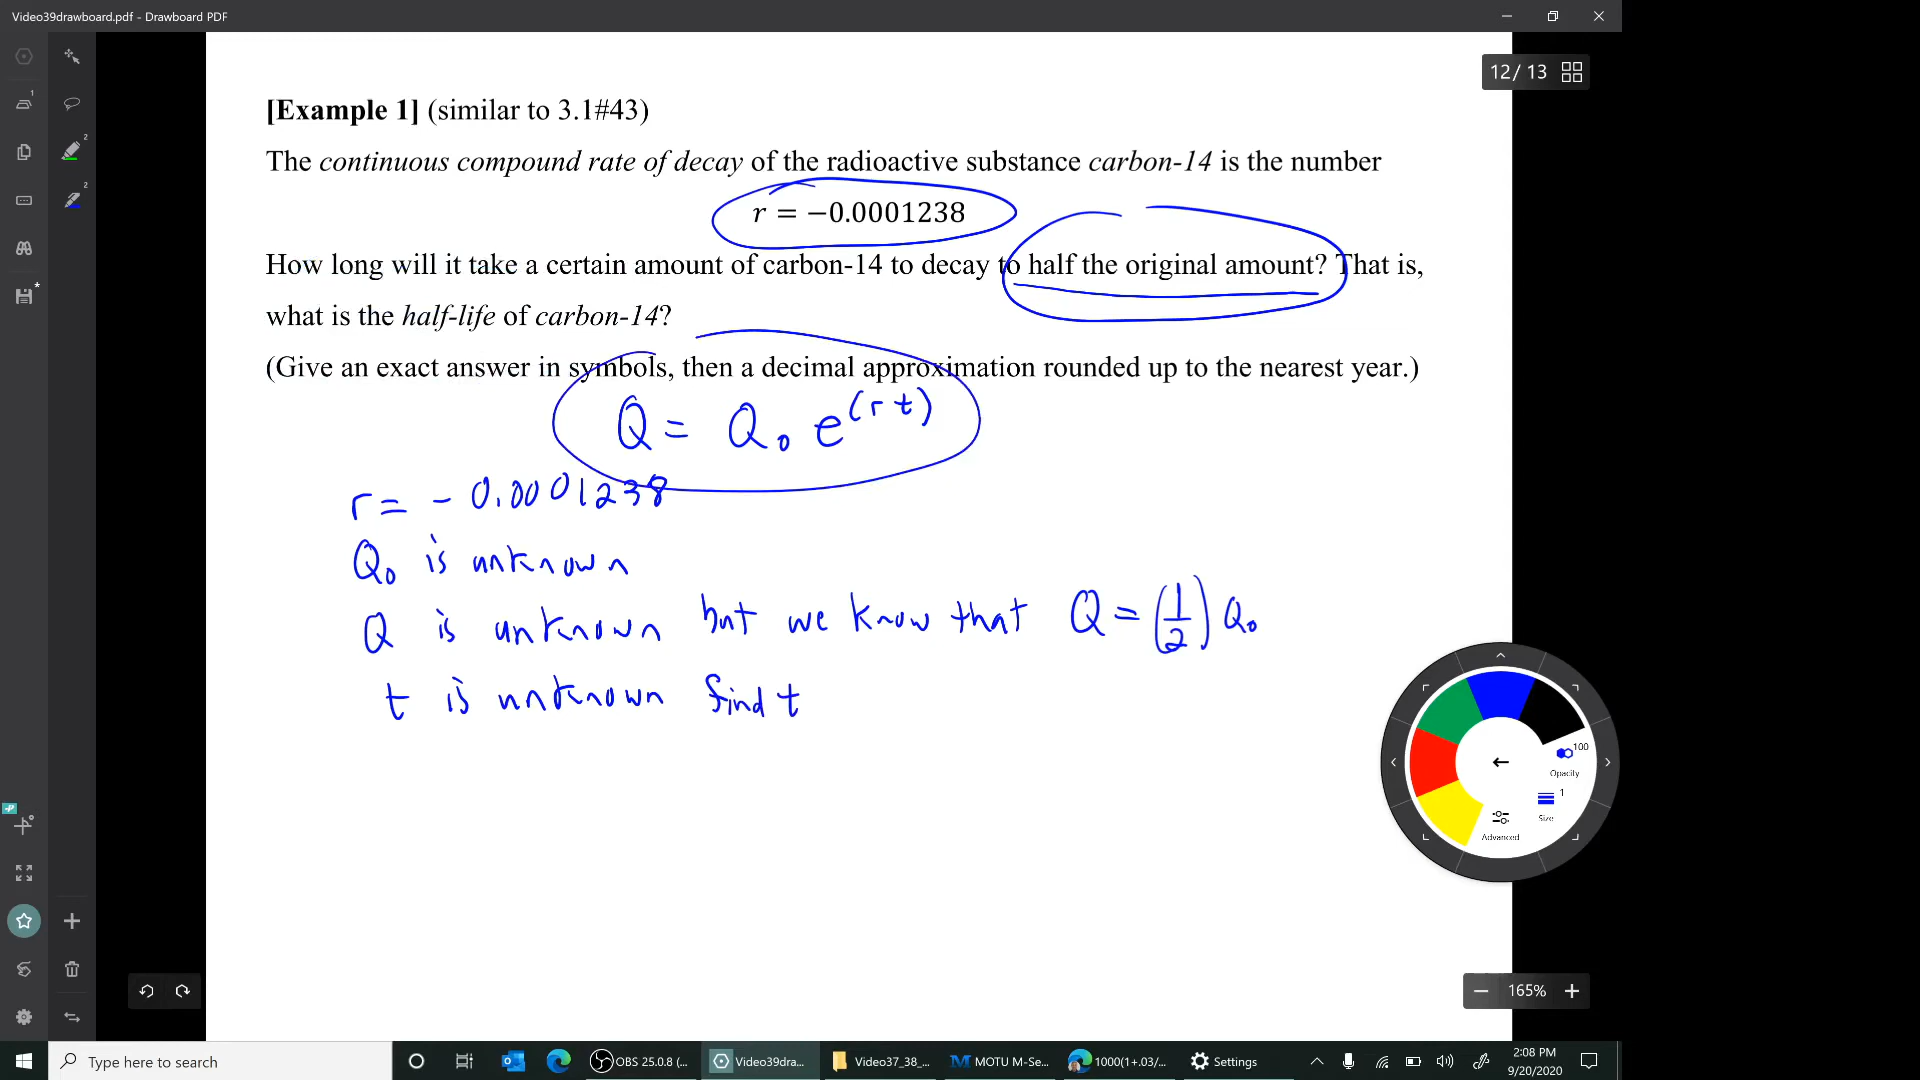 Video39drawboard.pdf - Drawboard PDF
12/ 13
[Example 1] (similar to 3.1#43)
The continuous compound rate of decay of the radioactive substance carbon-14 is the number
r = −0.0001238
How long will it take a certain amount of carbon-14 to decay to half the original amount? That is,
what is the half-life of carbon-14?
(Give an exact answer in symbols, then a decimal approximation rounded up to the nearest year.)
Q = Q₀ e^(rt)
r = - 0.0001238
Q₀ is unknown
Q is unknown but we know that Q = (1/2) Q₀
t is unknown find t
1
2
2
100
Opacity
1
Size
Advanced
165%
Type here to search
OBS 25.0.8 (...
Video39dra...
Video37_38_...
MOTU M-Se...
1000(1+.03/...
Settings
2:08 PM
9/20/2020